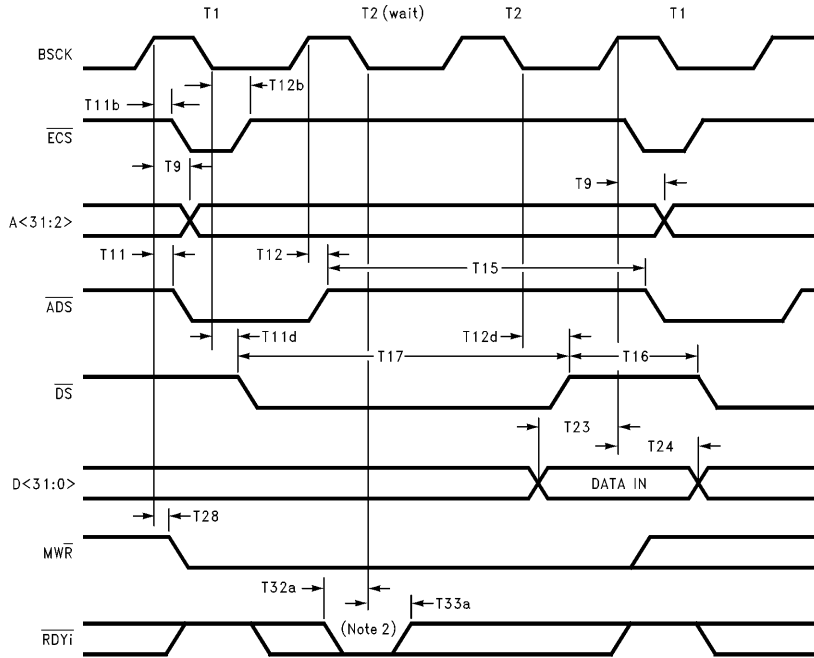 T1 T2 (wait) T2 T1
BSCK
T12b
T11b
ECS
T9
T9
A<31:2>
T11 T12
T15
ADS
T11d T12d
T17 T16
DS
T23
T24
D<31:0> DATA IN
T28
MWR
T32a
T33a
(Note 2)
RDYi